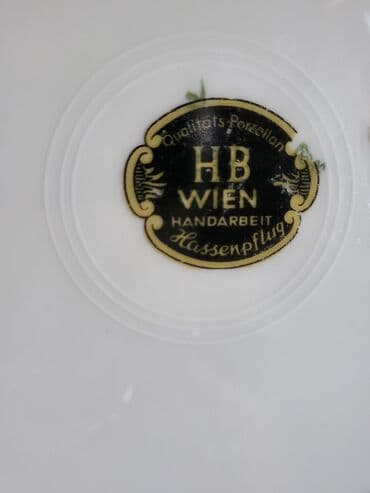 Qualitäts-Porzellan
HB
WIEN
HANDARBEIT
Hassenpflug